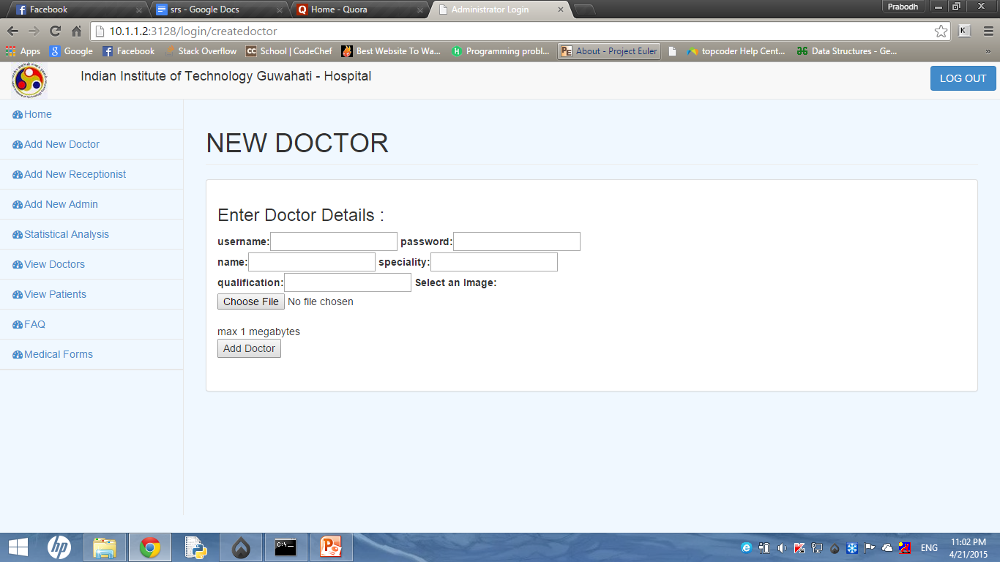 Facebook srs - Google Docs Home - Quora Administrator Login Prabodh
10.1.1.2:3128/login/createdoctor
Apps Google Facebook Stack Overflow School | CodeChef Best Website To Wa... Programming probl... About - Project Euler topcoder Help Cent... Data Structures - Ge... »
Indian Institute of Technology Guwahati - Hospital LOG OUT
Home
Add New Doctor
Add New Receptionist
Add New Admin
Statistical Analysis
View Doctors
View Patients
FAQ
Medical Forms
NEW DOCTOR
Enter Doctor Details :
username: password:
name: speciality:
qualification: Select an Image:
Choose File No file chosen
max 1 megabytes
Add Doctor
ENG 11:02 PM
4/21/2015